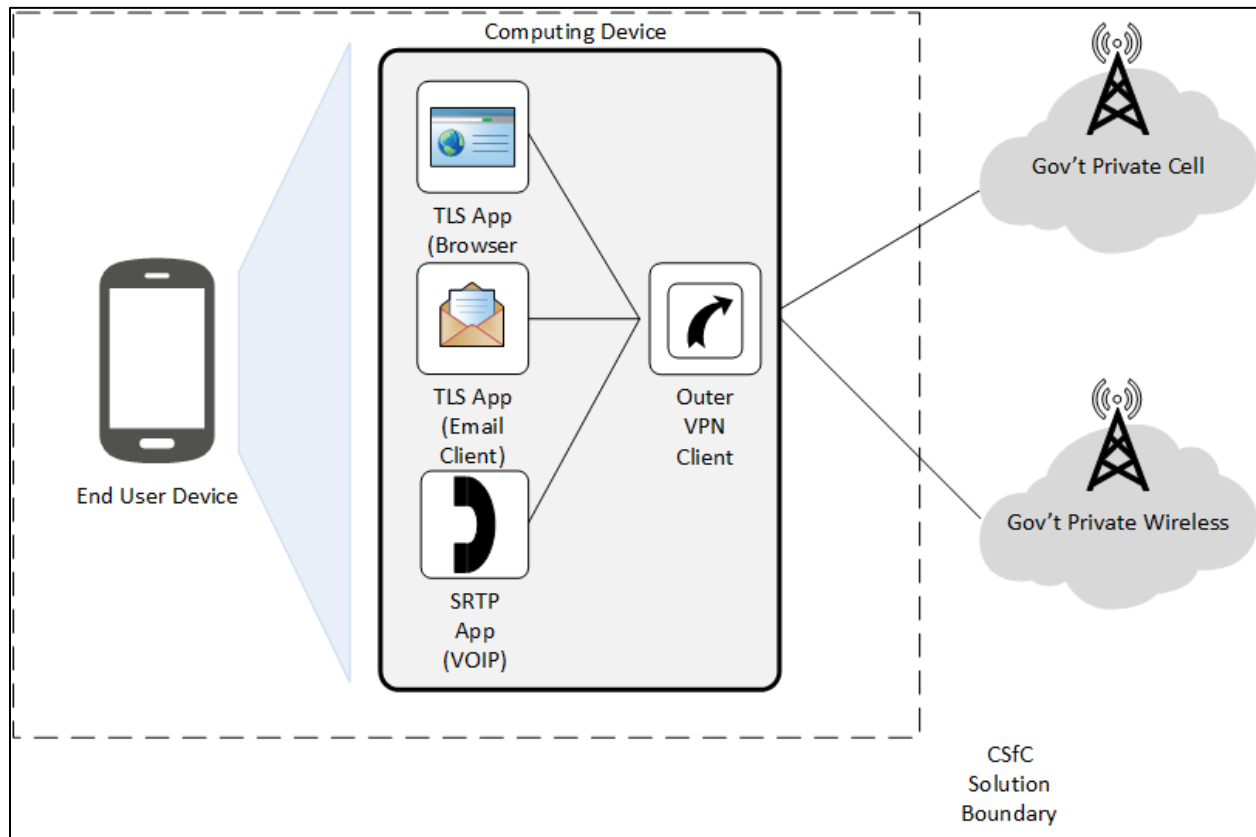 Computing Device
TLS App
(Browser
TLS App
(Email
Client)
SRTP
App
(VOIP)
Outer
VPN
Client
End User Device
Gov't Private Cell
Gov't Private Wireless
CSfC
Solution
Boundary